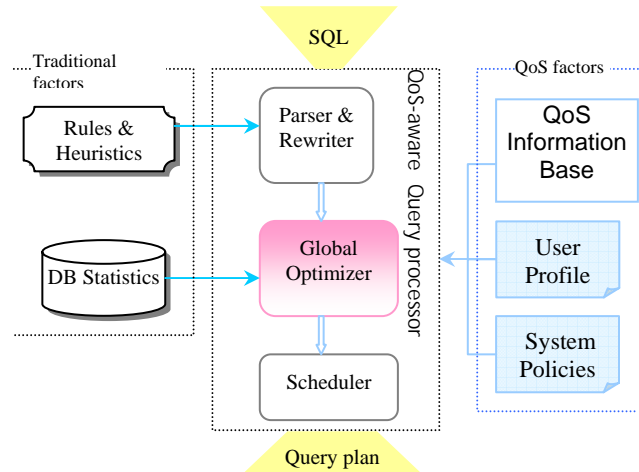 SQL
Traditional
factors
Rules &
Heuristics
DB Statistics
Parser &
Rewriter
Global
Optimizer
Scheduler
QoS-aware Query processor
QoS factors
QoS
Information
Base
User
Profile
System
Policies
Query plan